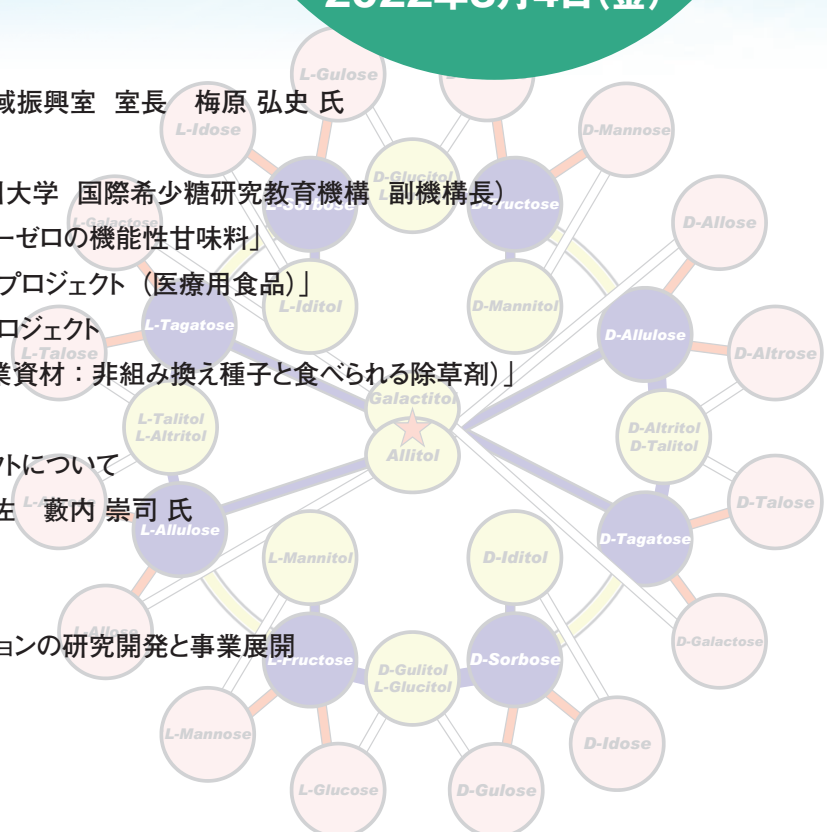 2022年3月4日（金）
域振興室 室長 梅原 弘史 氏
大学 国際希少糖研究教育機構 副機構長）
ーゼロの機能性甘味料」
プロジェクト（医療用食品）」
ロジェクト
業資材：非組み換え種子と食べられる除草剤）」
クトについて
佐 藪内 崇司 氏
ョンの研究開発と事業展開
L-Gulose
L-Idose
D-Mannose
D-Glucitol
L-Sorbose
D-Fructose
L-Galactose
D-Allose
L-Iditol
D-Mannitol
L-Tagatose
D-Allulose
L-Talose
D-Altrose
Galactitol
L-Talitol
L-Altritol
D-Altritol
D-Talitol
Allitol
D-Talose
L-Allulose
D-Tagatose
L-Mannitol
D-Iditol
L-Allose
D-Galactose
L-Fructose
D-Gulitol
L-Glucitol
D-Sorbose
L-Mannose
D-Idose
L-Glucose
D-Gulose